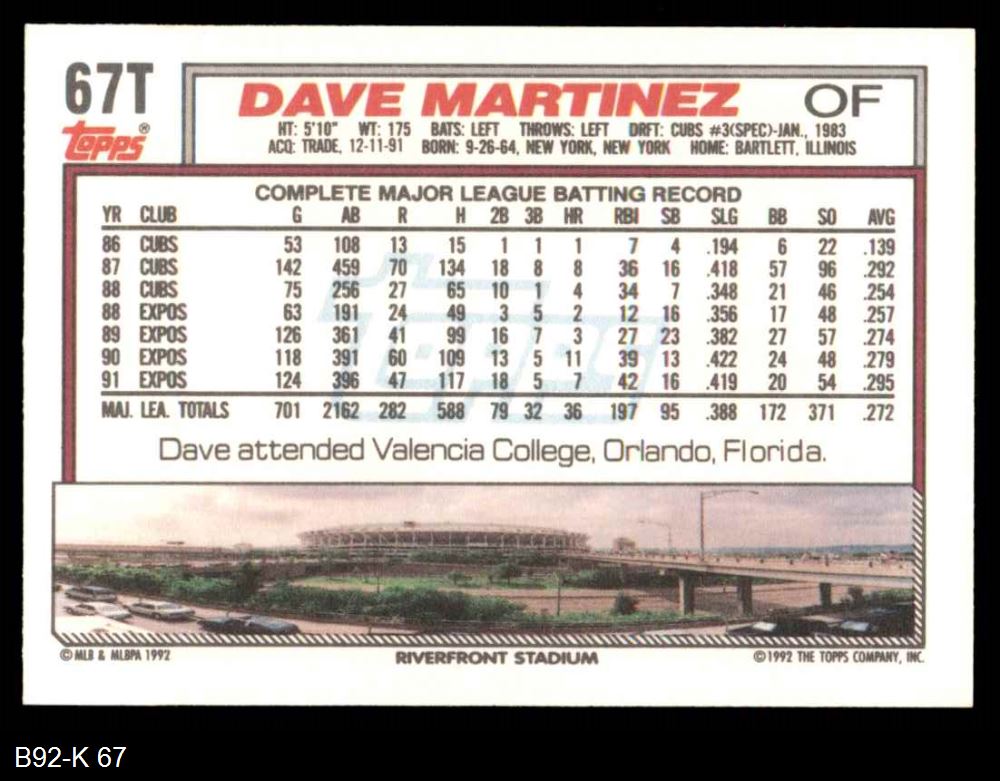 67T
Topps®
DAVE MARTINEZ OF
HT: 5'10" WT: 175 BATS: LEFT THROWS: LEFT DRFT: CUBS #3(SPEC)-JAN., 1983
ACQ: TRADE, 12-11-91 BORN: 9-26-64, NEW YORK, NEW YORK HOME: BARTLETT, ILLINOIS
COMPLETE MAJOR LEAGUE BATTING RECORD
YR CLUB G AB R H 2B 3B HR RBI SB SLG BB SO AVG
86 CUBS 53 108 13 15 1 1 1 7 4 .194 6 22 .139
87 CUBS 142 459 70 134 18 8 8 36 16 .418 57 96 .292
88 CUBS 75 256 27 65 10 1 4 34 7 .348 21 46 .254
88 EXPOS 63 191 24 49 3 5 2 12 16 .356 17 48 .257
89 EXPOS 126 361 41 99 16 7 3 27 23 .382 27 57 .274
90 EXPOS 118 391 60 109 13 5 11 39 13 .422 24 48 .279
91 EXPOS 124 396 47 117 18 5 7 42 16 .419 20 54 .295
MAJ. LEA. TOTALS 701 2162 282 588 79 32 36 197 95 .388 172 371 .272
Topps
Dave attended Valencia College, Orlando, Florida.
© MLB & MLBPA 1992 RIVERFRONT STADIUM © 1992 THE TOPPS COMPANY, INC.
B92-K 67